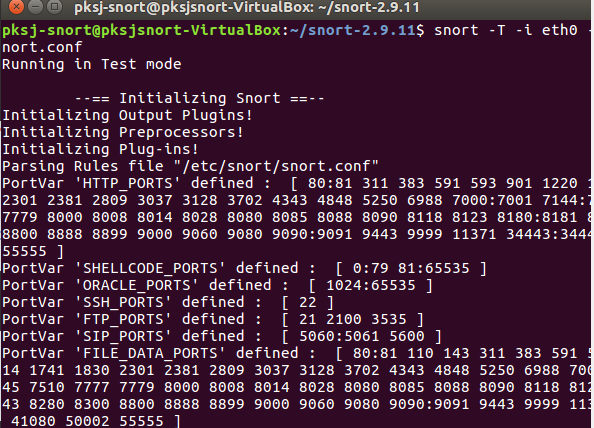 pksj-snort@pksjsnort-VirtualBox: ~/snort-2.9.11
pksj-snort@pksjsnort-VirtualBox:~/snort-2.9.11$ snort -T -i eth0 -
nort.conf
Running in Test mode
--== Initializing Snort ==--
Initializing Output Plugins!
Initializing Preprocessors!
Initializing Plug-ins!
Parsing Rules file "/etc/snort/snort.conf"
PortVar 'HTTP_PORTS' defined :  [ 80:81 311 383 591 593 901 1220 1
2301 2381 2809 3037 3128 3702 4343 4848 5250 6988 7000:7001 7144:7
7779 8000 8008 8014 8028 8080 8085 8088 8090 8118 8123 8180:8181 8
8800 8888 8899 9000 9060 9080 9090:9091 9443 9999 11371 34443:3444
55555 ]
PortVar 'SHELLCODE_PORTS' defined :  [ 0:79 81:65535 ]
PortVar 'ORACLE_PORTS' defined :  [ 1024:65535 ]
PortVar 'SSH_PORTS' defined :  [ 22 ]
PortVar 'FTP_PORTS' defined :  [ 21 2100 3535 ]
PortVar 'SIP_PORTS' defined :  [ 5060:5061 5600 ]
PortVar 'FILE_DATA_PORTS' defined :  [ 80:81 110 143 311 383 591 5
14 1741 1830 2301 2381 2809 3037 3128 3702 4343 4848 5250 6988 700
45 7510 7777 7779 8000 8008 8014 8028 8080 8085 8088 8090 8118 812
43 8280 8300 8800 8888 8899 9000 9060 9080 9090:9091 9443 9999 113
41080 50002 55555 ]